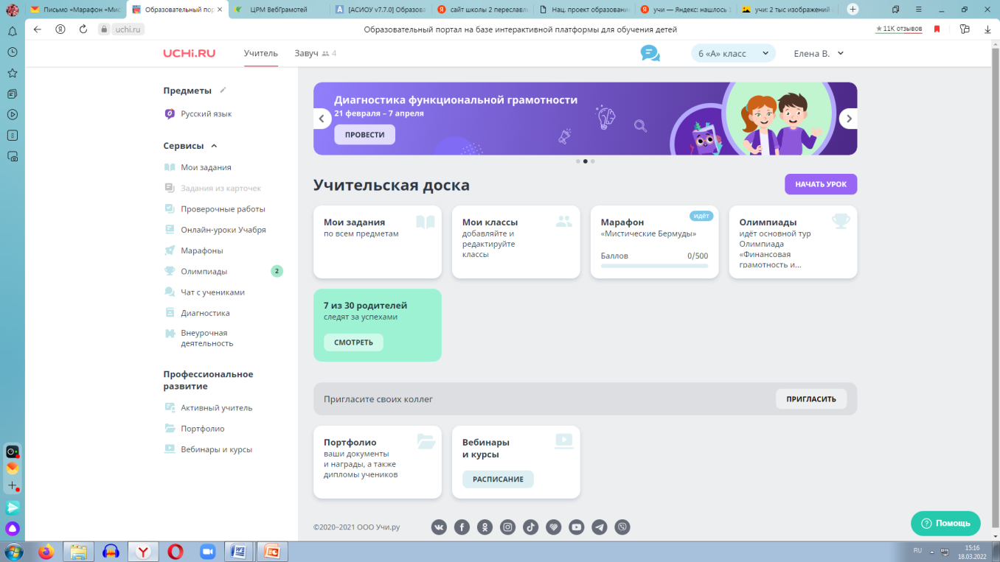 Письмо «Марафон «Мис
Образовательный пор
ЦРМ ВебГрамотей
[АСИОУ v7.7.0] Образова
сайт школы 2 переславл
Нац. проект образовани
учи — Яндекс: нашлось 1
учи: 2 тыс изображений
uchi.ru
Образовательный портал на базе интерактивной платформы для обучения детей
★ 11K отзывов
UCHi.RU
Учитель
Завуч 4
6 «А» класс
Елена В.
Предметы
Русский язык
Сервисы
Мои задания
Задания из карточек
Проверочные работы
Онлайн-уроки Учабря
Марафоны
Олимпиады 2
Чат с учениками
Диагностика
Внеурочная
деятельность
Профессиональное
развитие
Активный учитель
Портфолио
Вебинары и курсы
Диагностика функциональной грамотности
21 февраля – 7 апреля
ПРОВЕСТИ
Учительская доска
НАЧАТЬ УРОК
Мои задания
по всем предметам
Мои классы
добавляйте и
редактируйте
классы
идёт
Марафон
«Мистические Бермуды»
Баллов 0/500
Олимпиады
идёт основной тур
Олимпиада
«Финансовая
грамотность и...
7 из 30 родителей
следят за успехами
СМОТРЕТЬ
Пригласите своих коллег
ПРИГЛАСИТЬ
Портфолио
ваши документы
и награды, а также
дипломы учеников
Вебинары
и курсы
РАСПИСАНИЕ
©2020–2021 ООО Учи.ру
Помощь
RU
15:16
18.03.2022